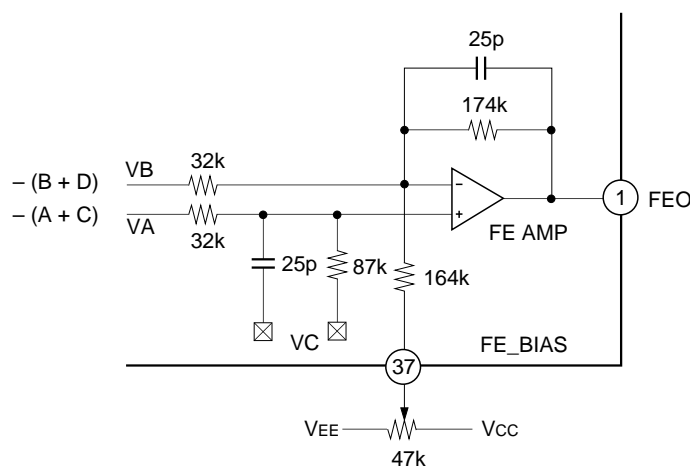 25p
174k
– (B + D) VB 32k
– (A + C) VA 32k
– +
FE AMP
1 FEO
25p 87k 164k
VC
FE_BIAS
37
VEE VCC
47k